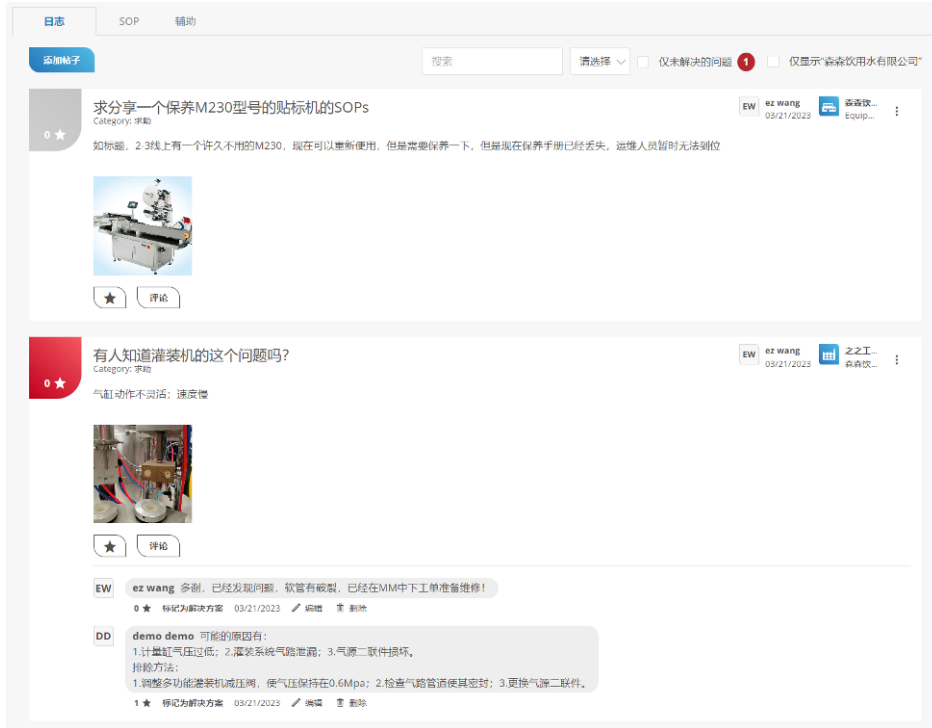 日志 SOP 辅助
添加帖子 搜索 请选择 仅未解决的问题 1 仅显示“森森饮用水有限公司”
求分享一个保养M230型号的贴标机的SOPs
Category: 求助
EW ez wang 森森饮...
03/21/2023 Equip...
0 ★
如标题，2-3线上有一个许久不用的M230，现在可以重新使用，但是需要保养一下，但是现在保养手册已经丢失，运维人员暂时无法到位
★ 评论
有人知道灌装机的这个问题吗?
Category: 求助
EW ez wang 之之工...
03/21/2023 森森饮...
0 ★
气缸动作不灵活；速度慢
★ 评论
EW ez wang 多谢，已经发现问题，软管有破裂，已经在MM中下工单准备维修！
0 ★ 标记为解决方案 03/21/2023 编辑 删除
DD demo demo 可能的原因有：
1.计量缸气压过低；2.灌装系统气路泄漏；3.气源二联件损坏。
排除方法：
1.调整多功能灌装机减压阀，使气压保持在0.6Mpa；2.检查气路管道使其密封；3.更换气源二联件。
1 ★ 标记为解决方案 03/21/2023 编辑 删除